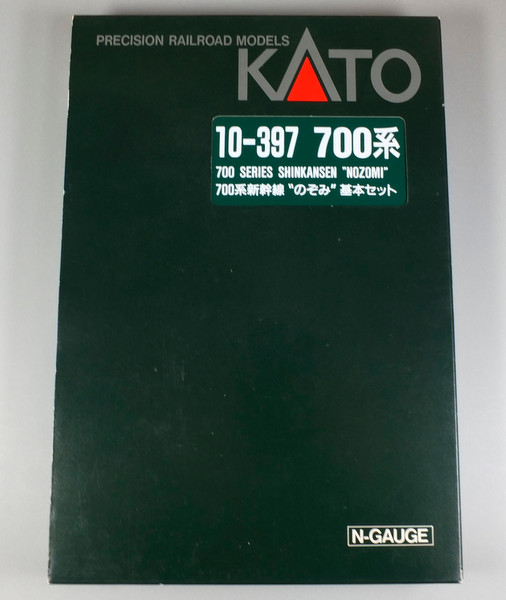 PRECISION RAILROAD MODELS
KATO
10-397 700系
700 SERIES SHINKANSEN "NOZOMI"
700系新幹線 "のぞみ" 基本セット
N-GAUGE